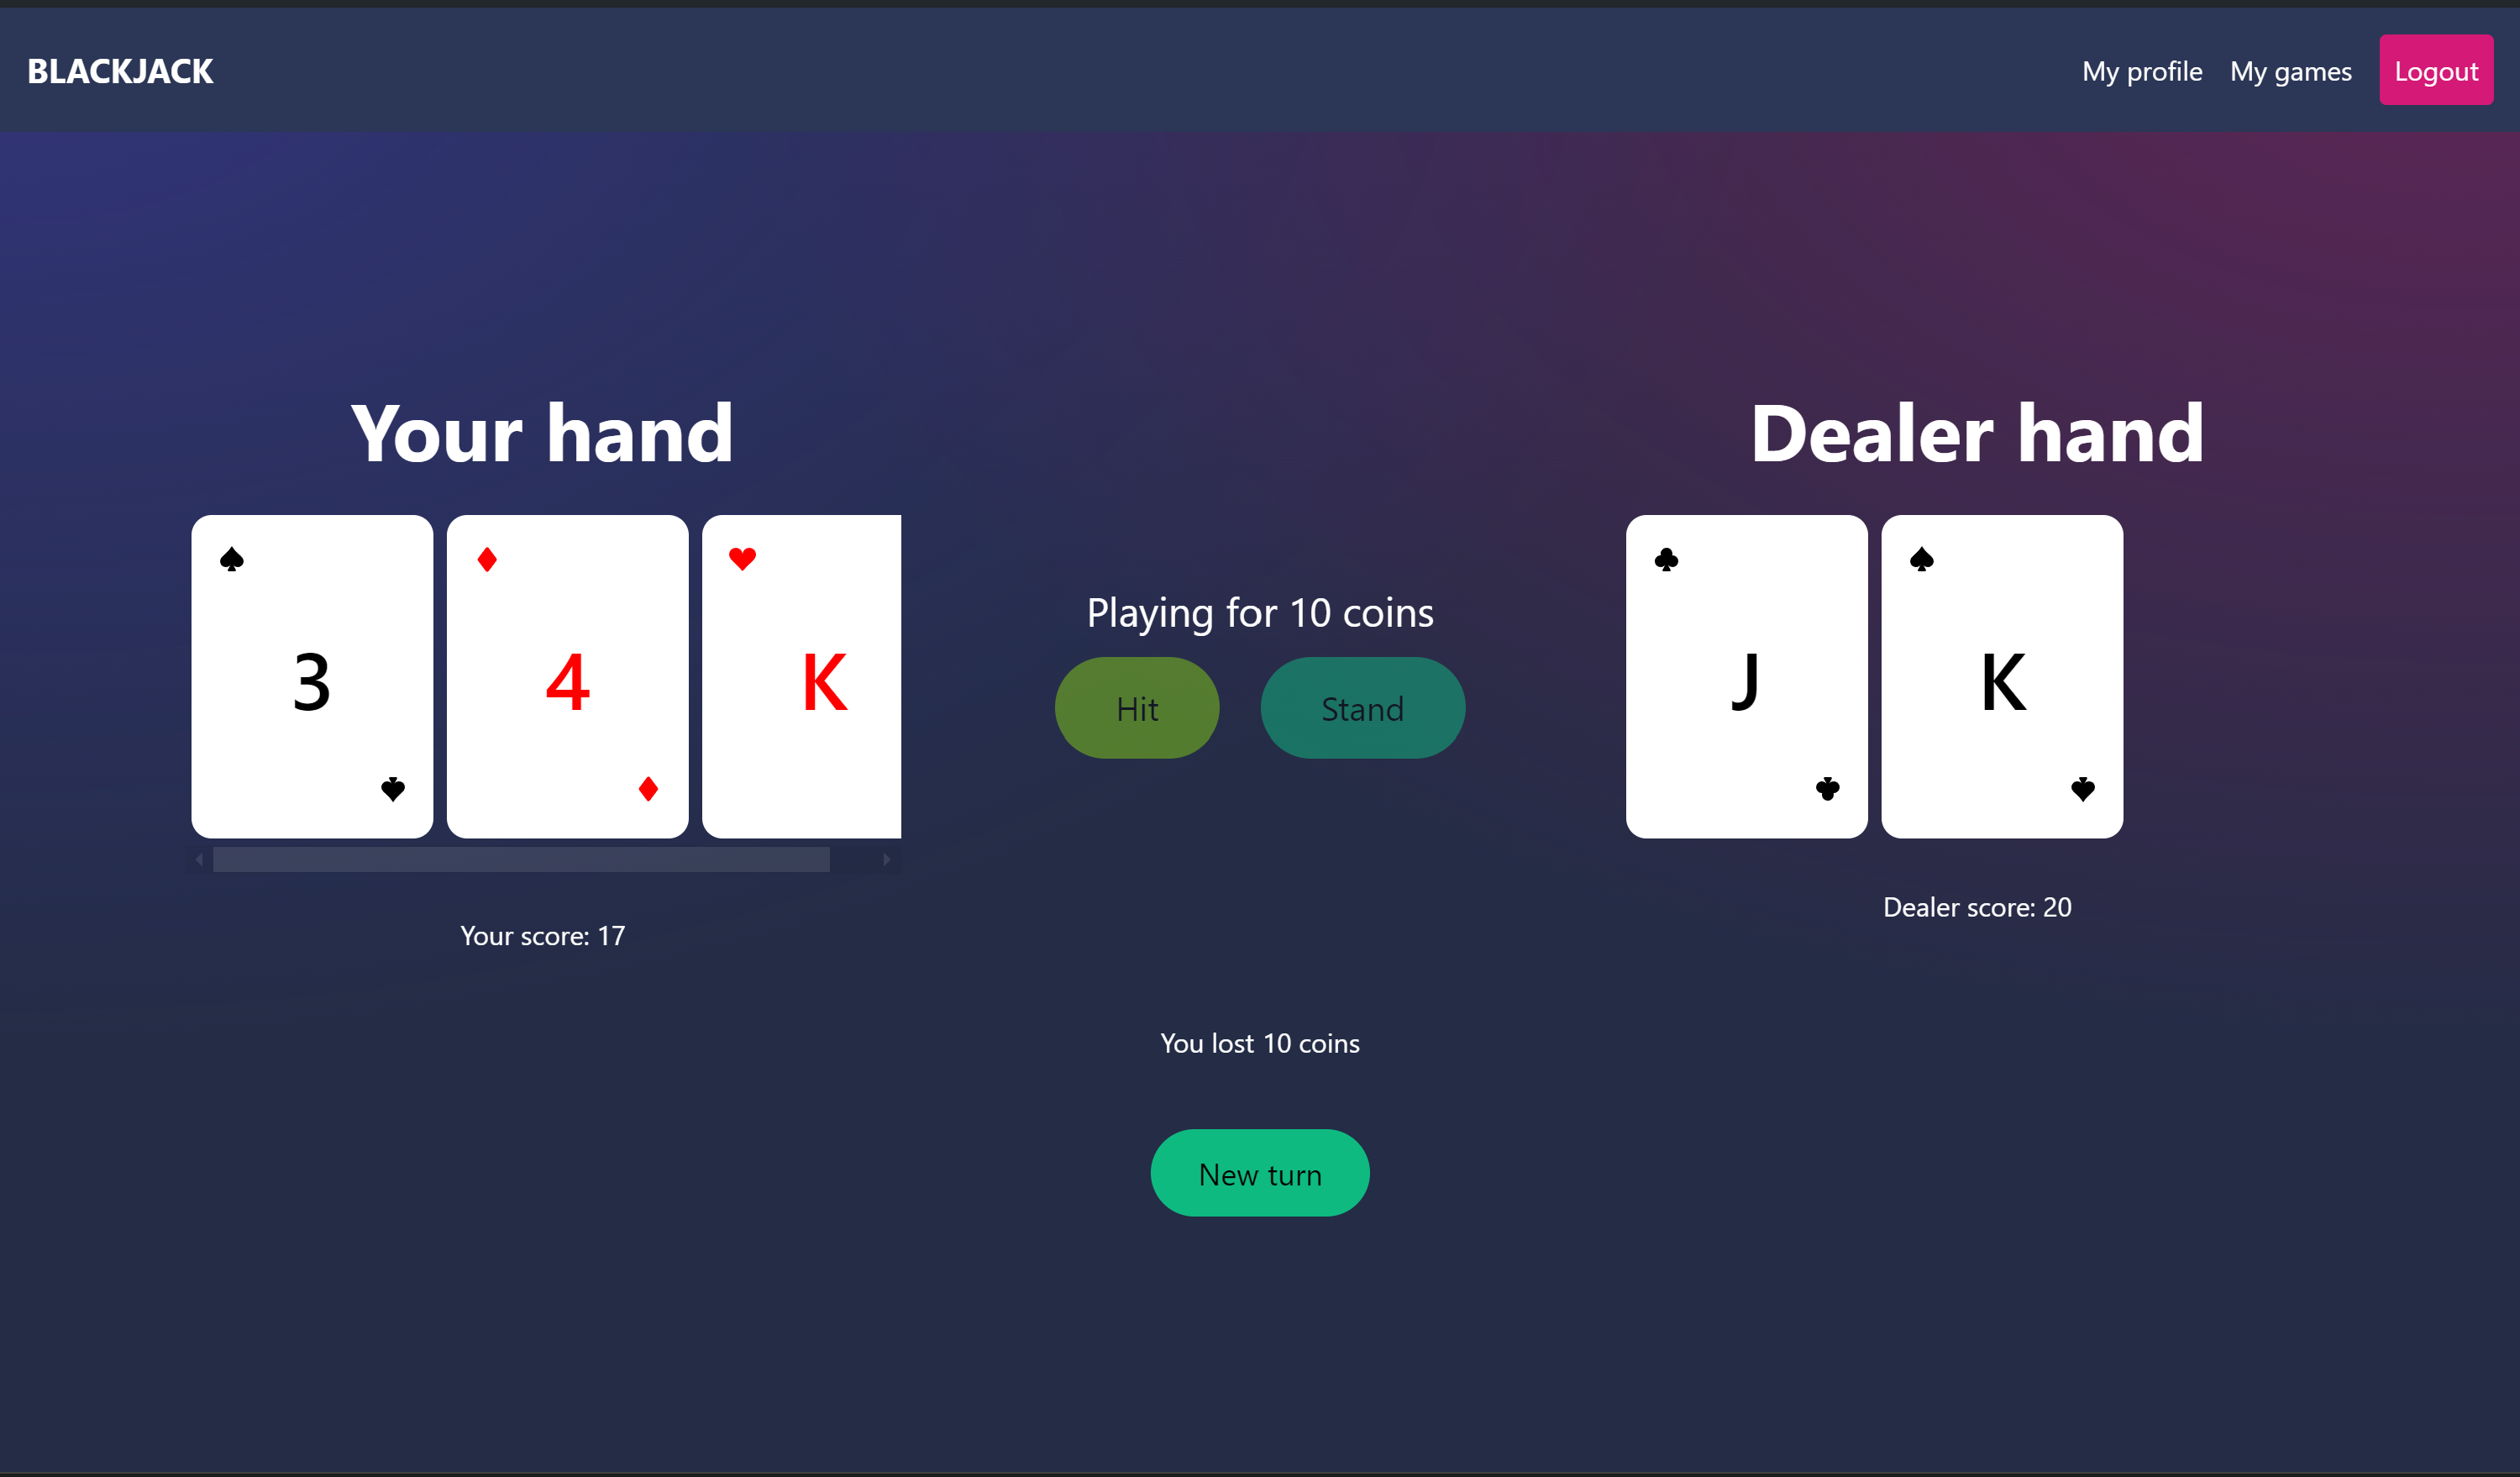 BLACKJACK
My profile
My games
Logout
Your hand
Dealer hand
3
4
K
J
K
Playing for 10 coins
Hit
Stand
Your score: 17
Dealer score: 20
You lost 10 coins
New turn